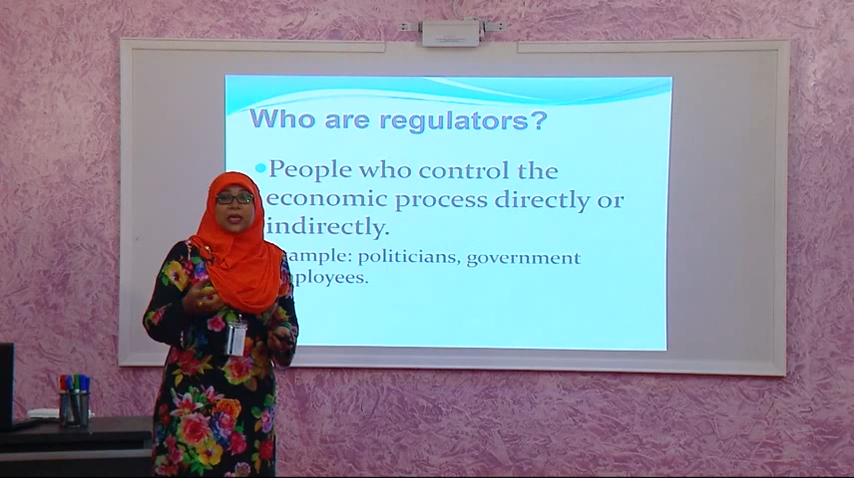 Who are regulators?
People who control the
economic process directly or
indirectly.
ample: politicians, government
ployees.